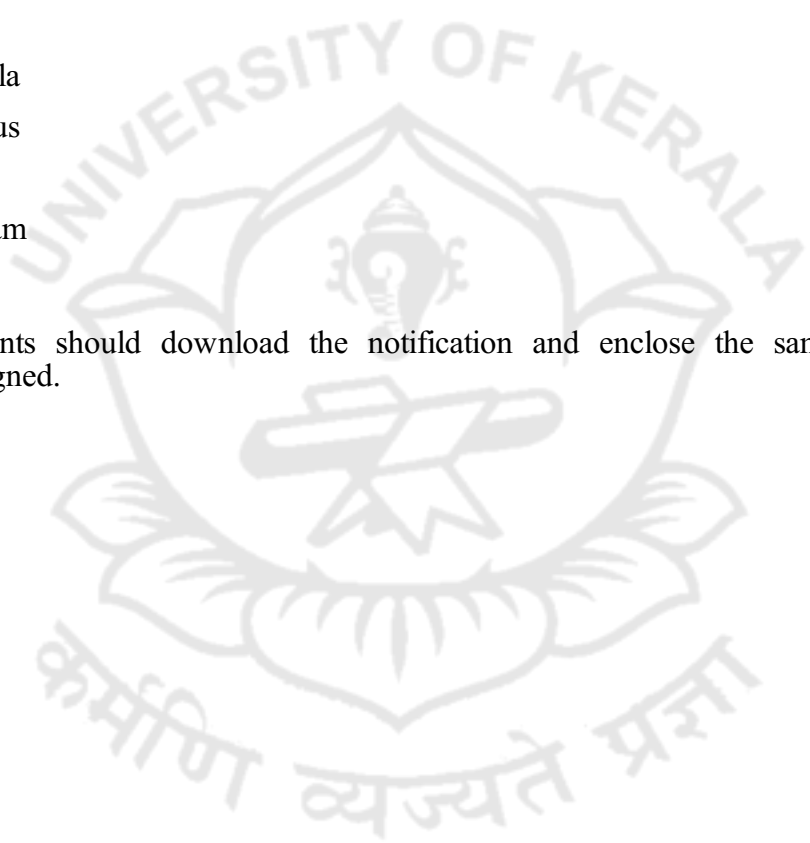 UNIVERSITY OF KERALA
la
us
am
nts should download the notification and enclose the sam
gned.
कर्मणि व्यज्यते प्रज्ञा